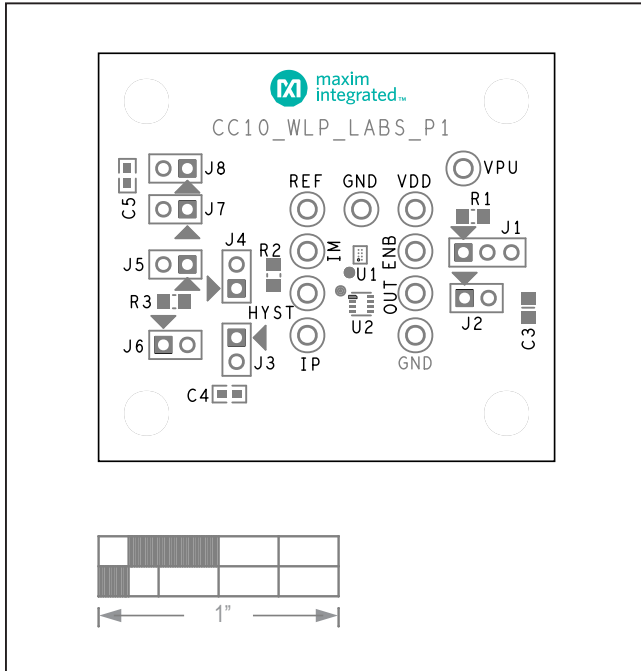 maxim
integrated™
CC10_WLP_LABS_P1
J8
VPU
C5
REF
GND
VDD
J7
R1
J4
J1
R2
IM
ENB
J5
U1
R3
HYST
OUT
U2
J2
C3
J6
J3
IP
GND
C4
1"